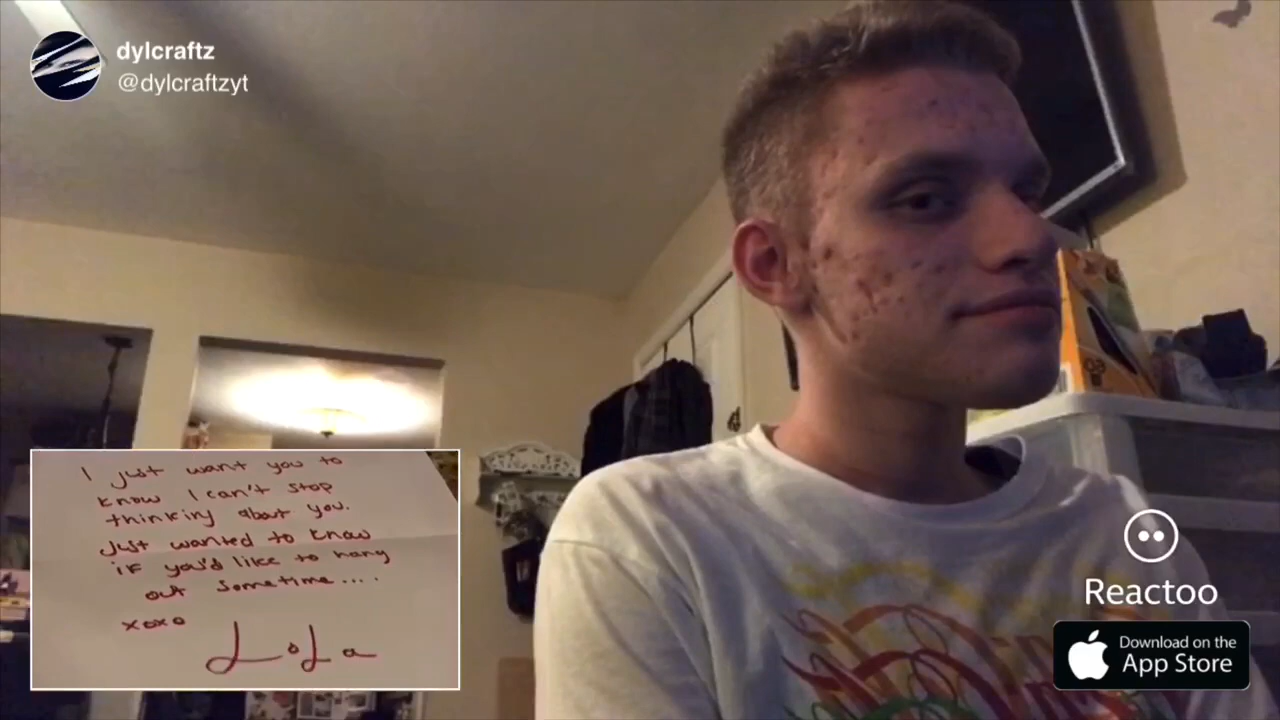 dylcraftz
@dylcraftzyt
I just want you to
know I can't stop
thinking about you.
Just wanted to know
if you'd like to hang
out sometime....
xoxo
LoLa
Reactoo
Download on the
App Store